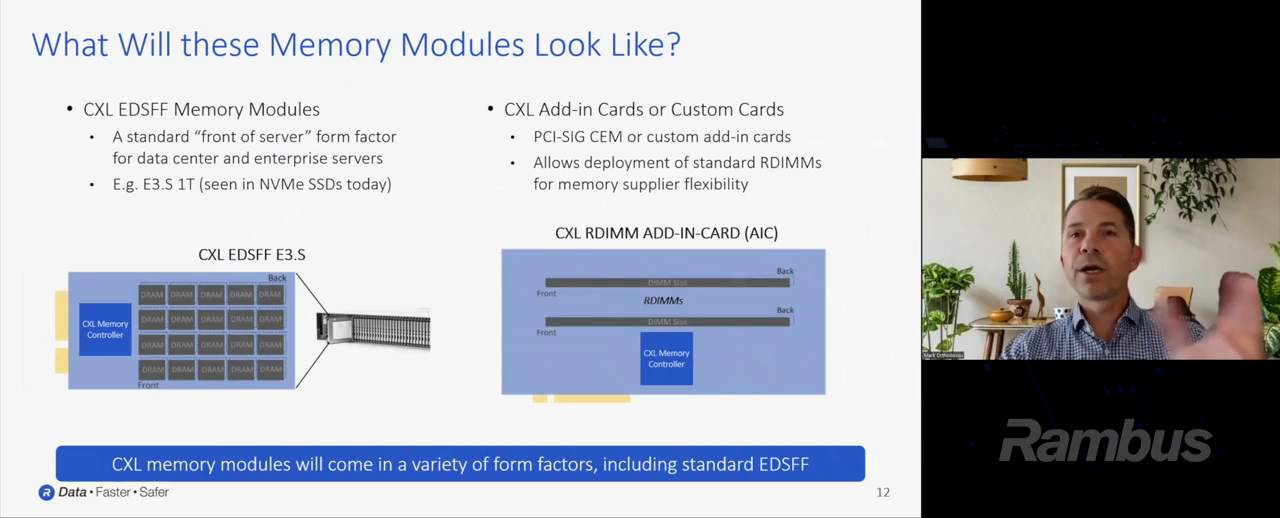 What Will these Memory Modules Look Like?
• CXL EDSFF Memory Modules
• A standard “front of server” form factor
for data center and enterprise servers
• E.g. E3.S 1T (seen in NVMe SSDs today)
CXL EDSFF E3.S
Back
CXL Memory
Controller
DRAM DRAM DRAM DRAM DRAM
DRAM DRAM DRAM DRAM DRAM
DRAM DRAM DRAM DRAM DRAM
DRAM DRAM DRAM DRAM DRAM
Front
• CXL Add-in Cards or Custom Cards
• PCI-SIG CEM or custom add-in cards
• Allows deployment of standard RDIMMs
for memory supplier flexibility
CXL RDIMM ADD-IN-CARD (AIC)
Back
DIMM Slot
Front
RDIMMs
Back
DIMM Slot
Front
CXL Memory
Controller
CXL memory modules will come in a variety of form factors, including standard EDSFF
R Data • Faster • Safer
12
Rambus